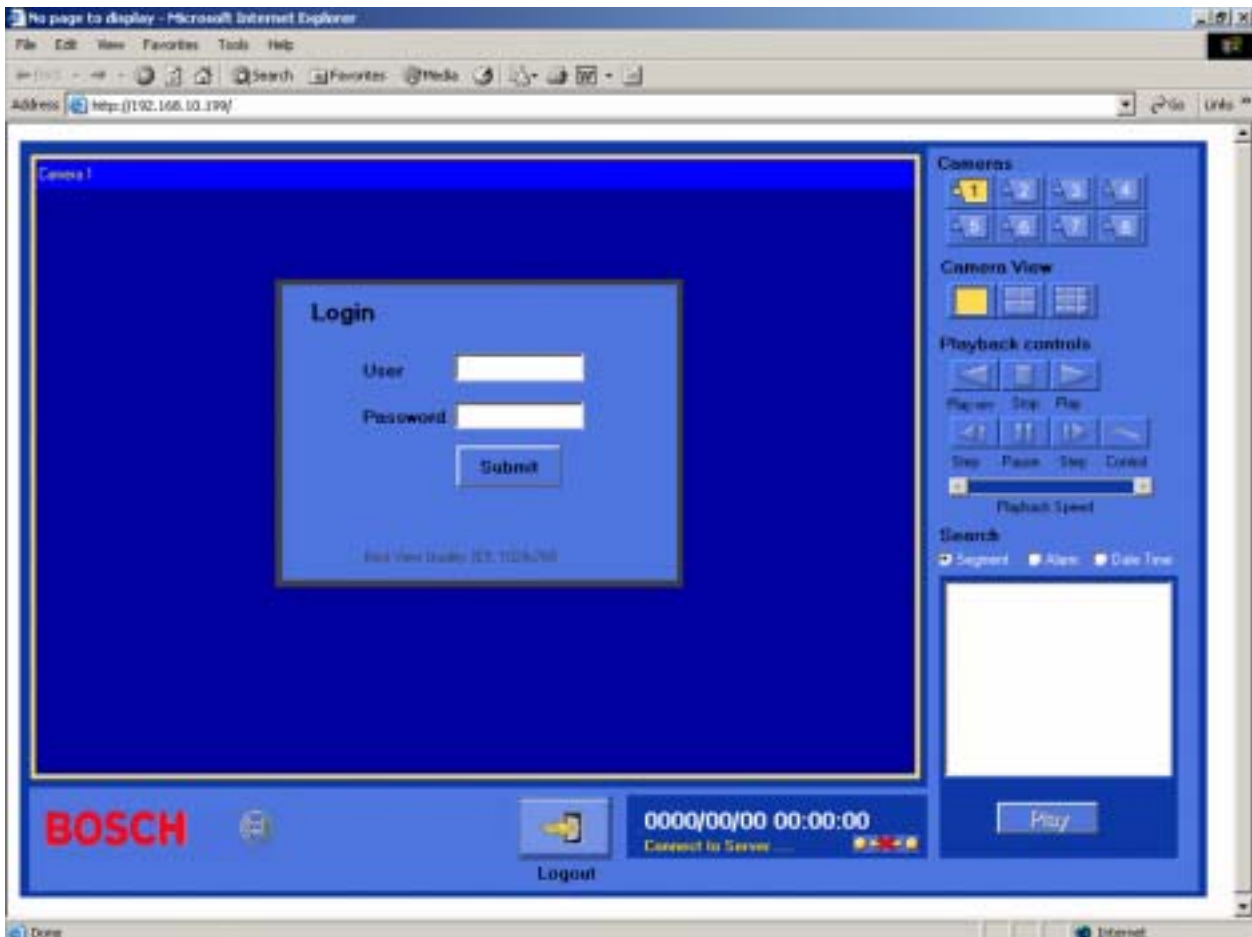 No page to display - Microsoft Internet Explorer
File Edit View Favorites Tools Help
Search Favorites Media
Address http://192.168.10.199/ Go Links »
Camera 1
Login
User
Password
Submit
Cameras
1 2 3 4
5 6 7 8
Camera View
Playback controls
Stop Play
Step Pause Step Control
Playback Speed
Search
Segment Alarm Date Time
Play
BOSCH
Logout
0000/00/00 00:00:00
Connect to Server ....
Done
Internet